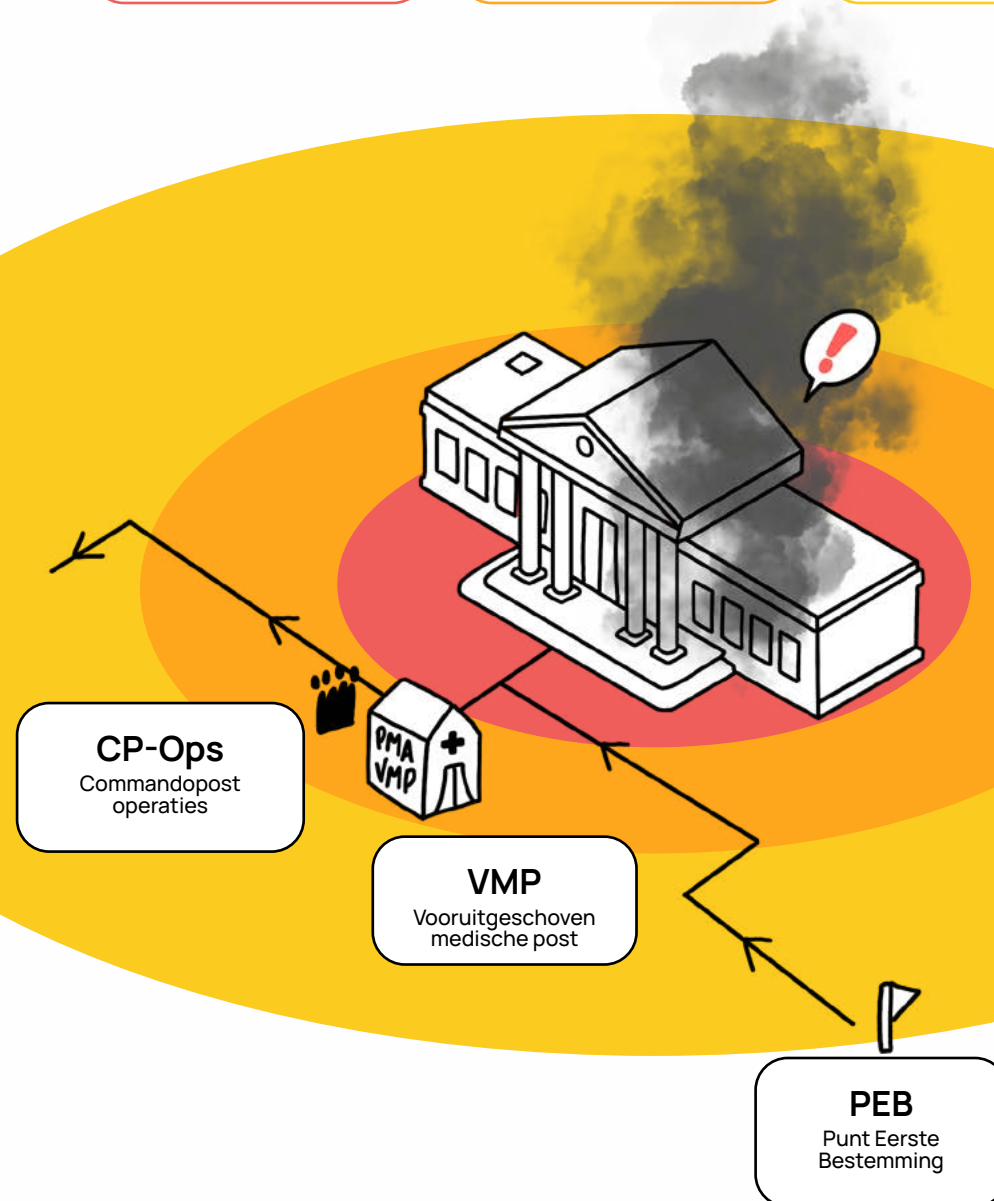 !
CP-Ops
Commandopost
operaties
PMA
VMP
VMP
Vooruitgeschoven
medische post
PEB
Punt Eerste
Bestemming